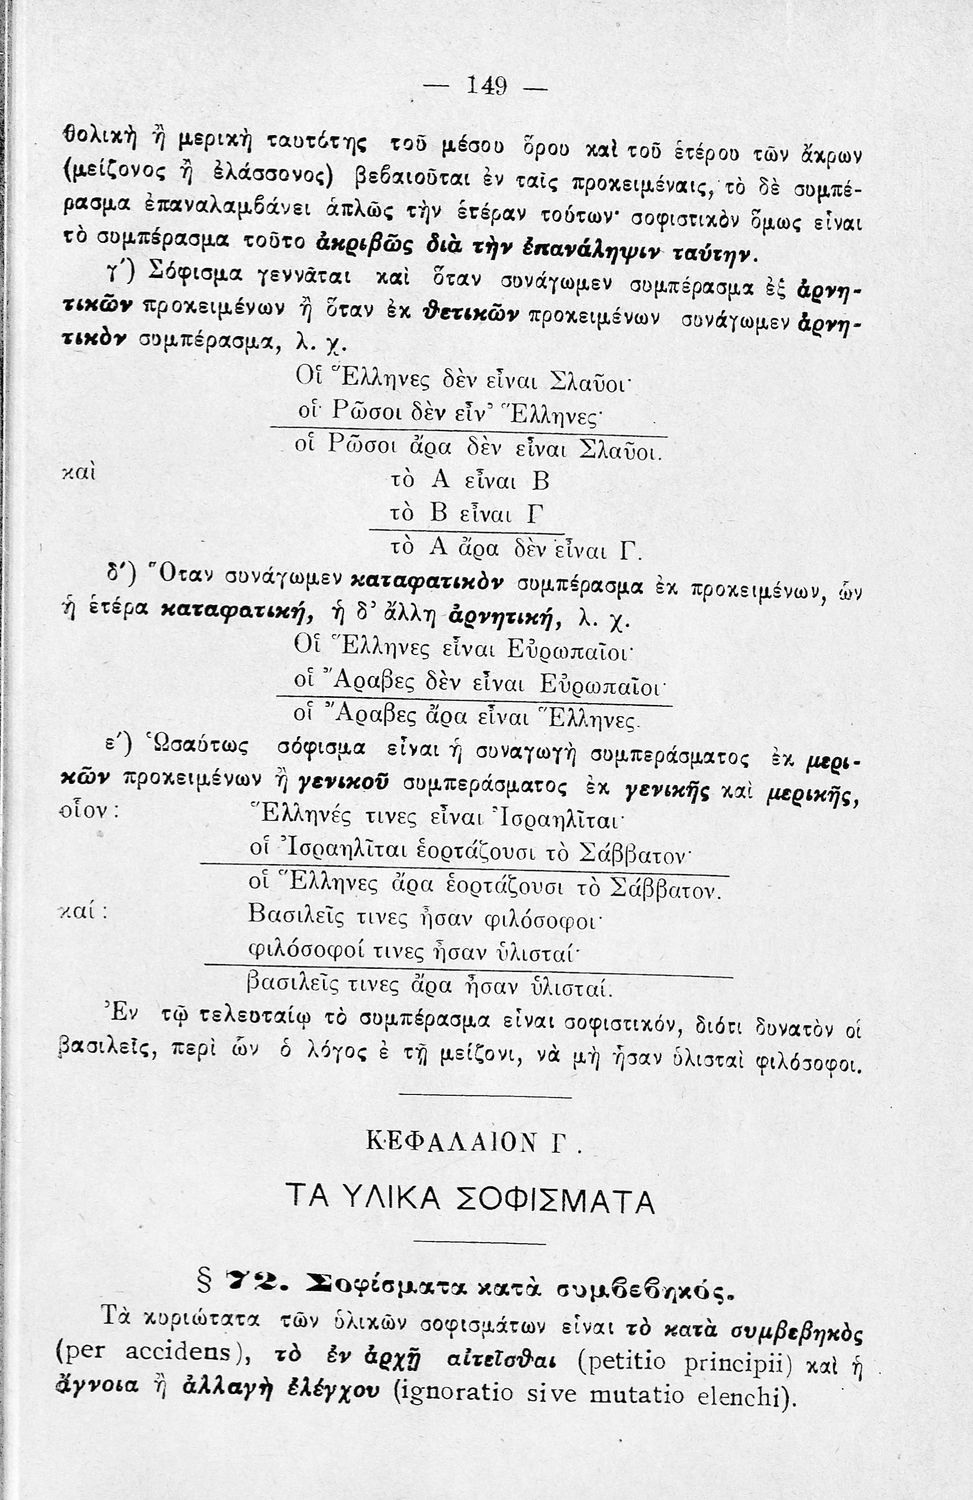 — 149 —
θολικὴ ἢ μερικὴ ταυτότης τοῦ μέσου ὅρου καὶ τοῦ ἑτέρου τῶν ἄκρων
(μείζονος ἢ ἐλάσσονος) βεβαιοῦται ἐν ταῖς προκειμέναις, τὸ δὲ συμπέ-
ρασμα ἐπαναλαμβάνει ἁπλῶς τὴν ἑτέραν τούτων· σοφιστικὸν ὅμως εἶναι
τὸ συμπέρασμα τοῦτο ἀκριβῶς διὰ τὴν ἐπανάληψιν ταύτην.
γ΄) Σόφισμα γεννᾶται καὶ ὅταν συνάγωμεν συμπέρασμα ἐξ ἀρνη-
τικῶν προκειμένων ἢ ὅταν ἐκ θετικῶν προκειμένων συνάγωμεν ἀρνη-
τικὸν συμπέρασμα, λ. χ.
Οἱ Ἕλληνες δὲν εἶναι Σλαῦοι·
οἱ Ρῶσοι δὲν εἶν᾿ Ἕλληνες·
οἱ Ρῶσοι ἄρα δὲν εἶναι Σλαῦοι.
καὶ τὸ Α εἶναι Β
τὸ Β εἶναι Γ
τὸ Α ἄρα δὲν εἶναι Γ.
δ΄) Ὅταν συνάγωμεν καταφατικὸν συμπέρασμα ἐκ προκειμένων, ὧν
ἡ ἑτέρα καταφατική, ἡ δ᾿ ἄλλη ἀρνητική, λ. χ.
Οἱ Ἕλληνες εἶναι Εὐρωπαῖοι·
οἱ Ἄραβες δὲν εἶναι Εὐρωπαῖοι·
οἱ Ἄραβες ἄρα εἶναι Ἕλληνες.
ε΄) Ὡσαύτως σόφισμα εἶναι ἡ συναγωγὴ συμπεράσματος ἐκ μερι-
κῶν προκειμένων ἢ γενικοῦ συμπεράσματος ἐκ γενικῆς καὶ μερικῆς,
οἷον : Ἕλληνές τινες εἶναι Ἰσραηλῖται·
οἱ Ἰσραηλῖται ἑορτάζουσι τὸ Σάββατον·
οἱ Ἕλληνες ἄρα ἑορτάζουσι τὸ Σάββατον.
καί : Βασιλεῖς τινες ἦσαν φιλόσοφοι·
φιλόσοφοί τινες ἦσαν ὑλισταί·
βασιλεῖς τινες ἄρα ἦσαν ὑλισταί.
Ἐν τῷ τελευταίῳ τὸ συμπέρασμα εἶναι σοφιστικόν, διότι δυνατὸν οἱ
βασιλεῖς, περὶ ὧν ὁ λόγος ἐ τῇ μείζονι, νὰ μὴ ἦσαν ὑλισταὶ φιλόσοφοι.
ΚΕΦΑΛΑΙΟΝ Γ .
ΤΑ ΥΛΙΚΑ ΣΟΦΙΣΜΑΤΑ
§ 72. Σοφίσματα κατὰ συμβεβηκός.
Τὰ κυριώτατα τῶν ὑλικῶν σοφισμάτων εἶναι τὸ κατὰ συμβεβηκὸς
(per accidens), τὸ ἐν ἀρχῇ αἰτεῖσθαι (petitio principii) καὶ ἡ
ἄγνοια ἢ ἀλλαγὴ ἐλέγχου (ignoratio sive mutatio elenchi).